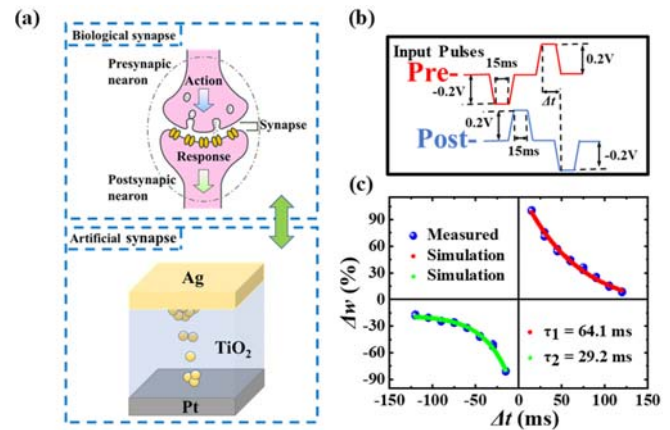 (a)
Biological synapse
Presynapic
nearon
Action
Synapse
Response
Postsynapic
nearon
Artificial synapse
Ag
TiO2
Pt
(b)
Input Pulses
15ms
Pre-
-0.2V
0.2V
Δt
0.2V
Post-
15ms
-0.2V
(c)
Δw (%)
90
60
30
0
-30
-60
-90
Measured
Simulation
Simulation
τ1 = 64.1 ms
τ2 = 29.2 ms
-150 -100 -50 0 50 100 150
Δt (ms)